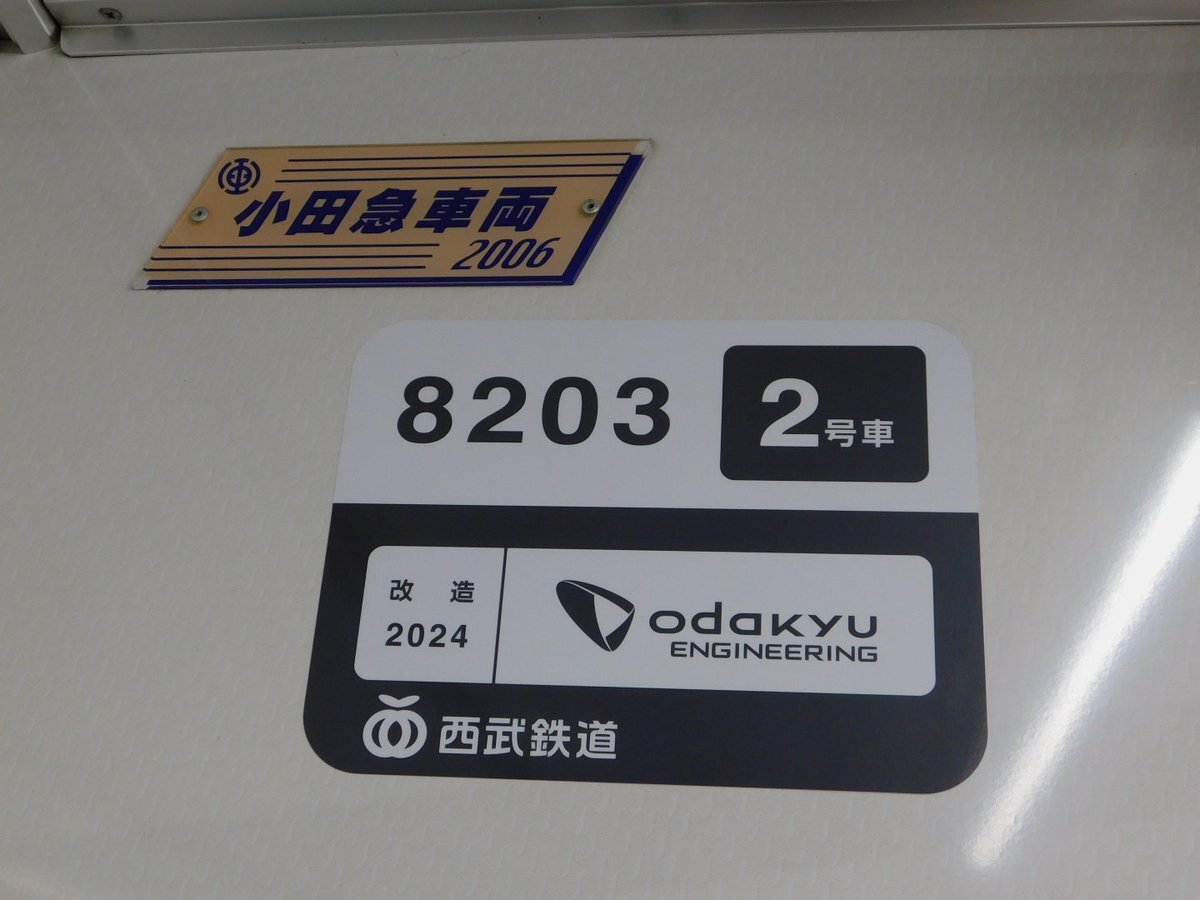 小田急車両
2006
8203
2号車
改造
2024
odakyu
ENGINEERING
西武鉄道